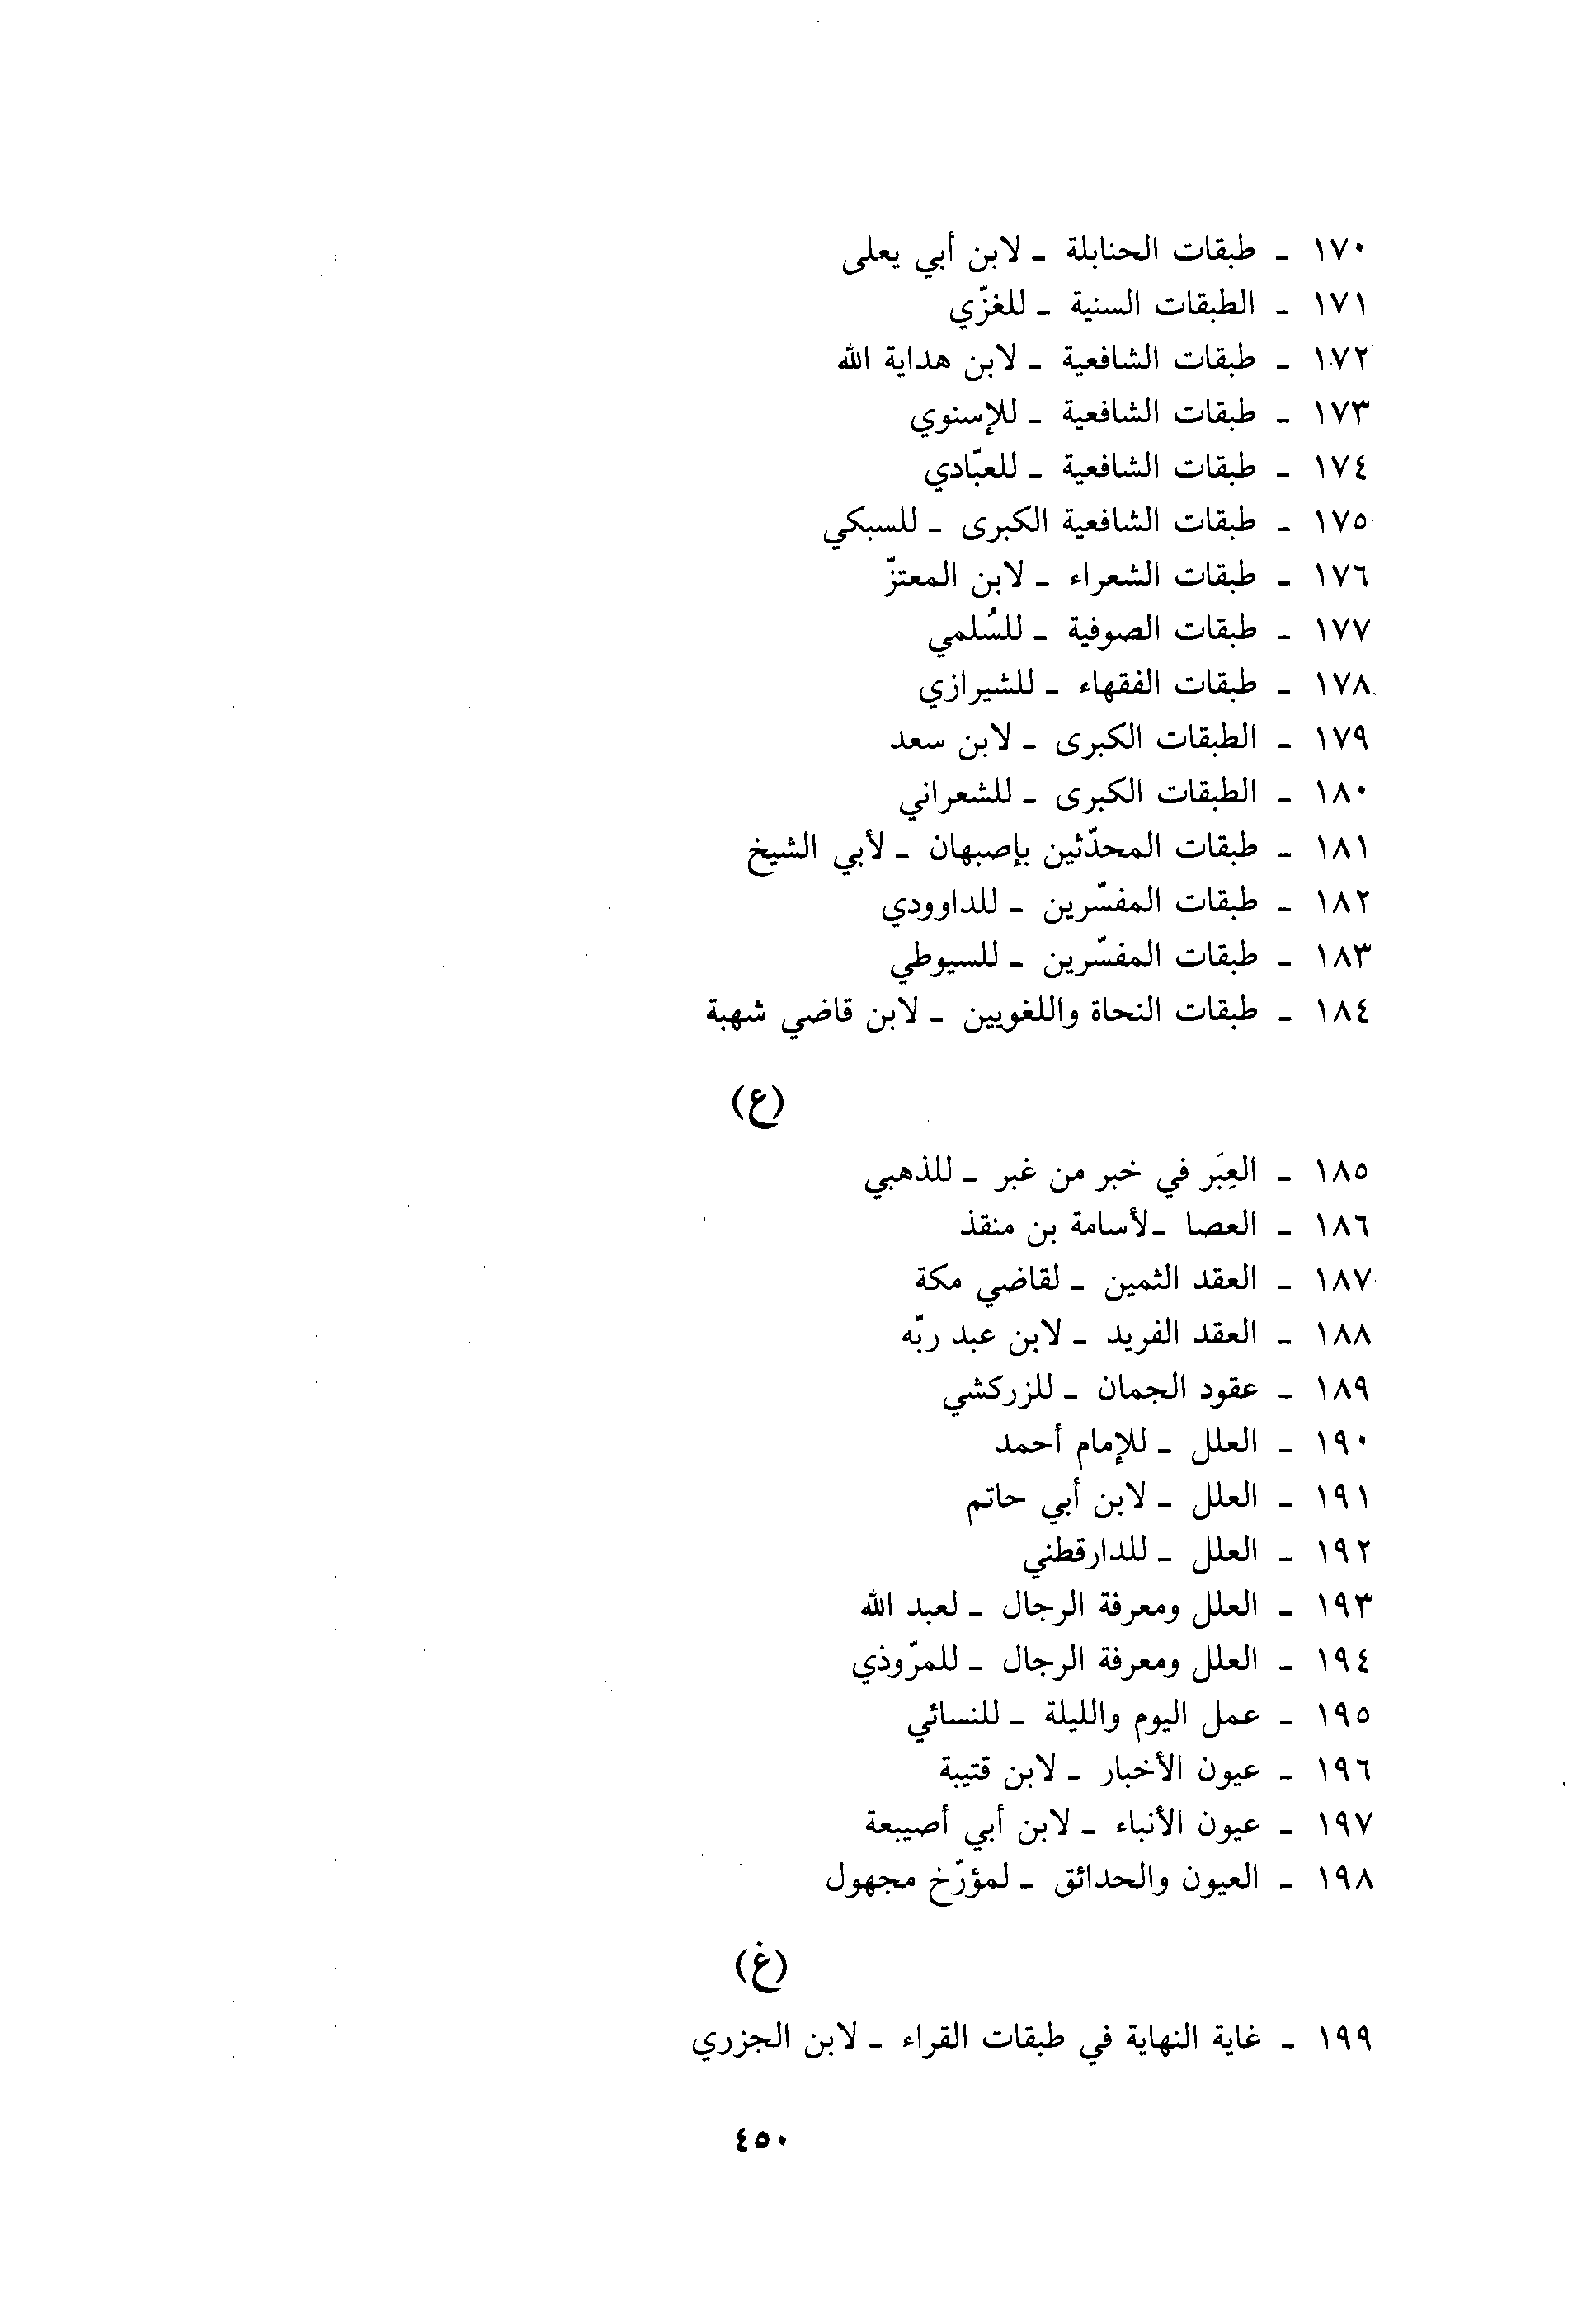 ١٧٠ - طبقات الحنابلة - لابن أبي يعلى
١٧١ - الطبقات السنية - للغزّي
١٧٢ - طبقات الشافعية - لابن هداية الله
١٧٣ - طبقات الشافعية - للإسنوي
١٧٤ - طبقات الشافعية - للعبّادي
١٧٥ - طبقات الشافعية الكبرى - للسبكي
١٧٦ - طبقات الشعراء - لابن المعتزّ
١٧٧ - طبقات الصوفية - للسُلمي
١٧٨ - طبقات الفقهاء - للشيرازي
١٧٩ - الطبقات الكبرى - لابن سعد
١٨٠ - الطبقات الكبرى - للشعراني
١٨١ - طبقات المحدّثين بإصبهان - لأبي الشيخ
١٨٢ - طبقات المفسّرين - للداوودي
١٨٣ - طبقات المفسّرين - للسيوطي
١٨٤ - طبقات النحاة واللغويين - لابن قاضي شهبة
(ع)
١٨٥ - العِبَر في خبر من غبر - للذهبي
١٨٦ - العصا - لأسامة بن منقذ
١٨٧ - العقد الثمين - لقاضي مكة
١٨٨ - العقد الفريد - لابن عبد ربّه
١٨٩ - عقود الجمان - للزركشي
١٩٠ - العلل - للإمام أحمد
١٩١ - العلل - لابن أبي حاتم
١٩٢ - العلل - للدارقطني
١٩٣ - العلل ومعرفة الرجال - لعبد الله
١٩٤ - العلل ومعرفة الرجال - للمرّوذي
١٩٥ - عمل اليوم والليلة - للنسائي
١٩٦ - عيون الأخبار - لابن قتيبة
١٩٧ - عيون الأنباء - لابن أبي أصيبعة
١٩٨ - العيون والحدائق - لمؤرّخ مجهول
(غ)
١٩٩ - غاية النهاية في طبقات القراء - لابن الجزري
٤٥٠